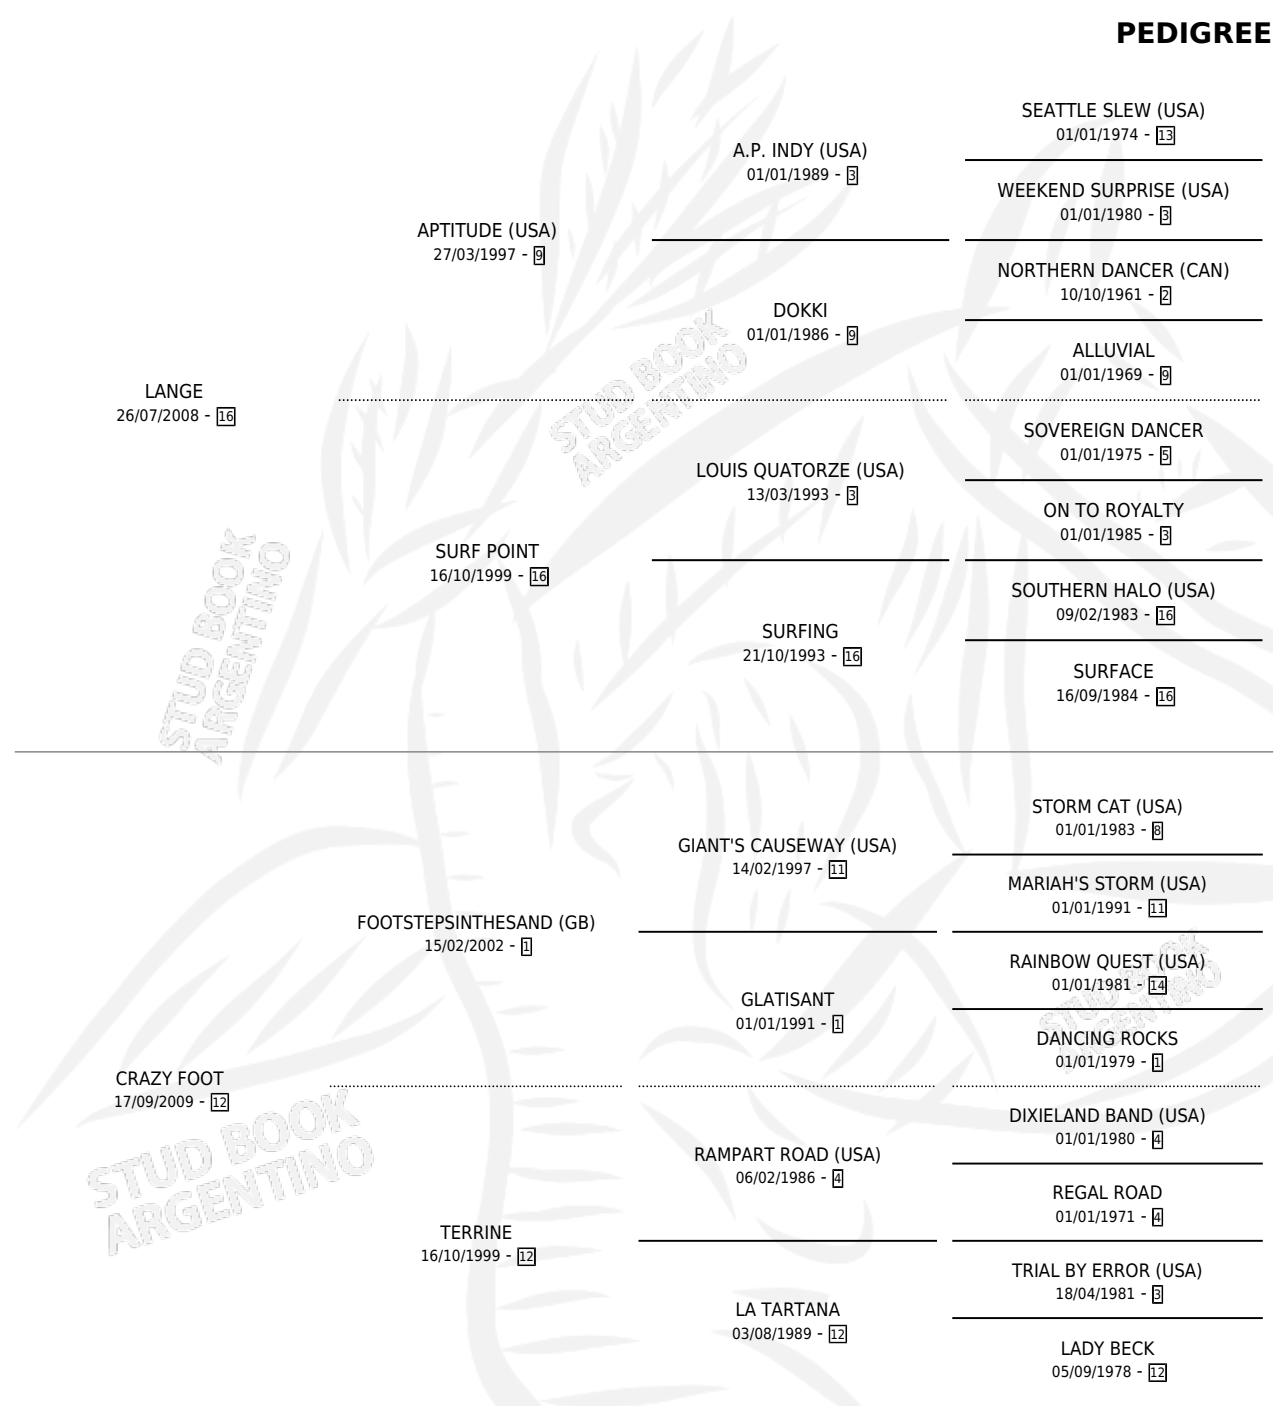 PEDIGREE
SEATTLE SLEW (USA)
01/01/1974 - 13
A.P. INDY (USA)
01/01/1989 - 3
WEEKEND SURPRISE (USA)
01/01/1980 - 3
APTITUDE (USA)
27/03/1997 - 9
NORTHERN DANCER (CAN)
10/10/1961 - 2
DOKKI
01/01/1986 - 9
ALLUVIAL
01/01/1969 - 9
LANGE
26/07/2008 - 16
SOVEREIGN DANCER
01/01/1975 - 5
LOUIS QUATORZE (USA)
13/03/1993 - 3
ON TO ROYALTY
01/01/1985 - 3
SURF POINT
16/10/1999 - 16
SOUTHERN HALO (USA)
09/02/1983 - 16
SURFING
21/10/1993 - 16
SURFACE
16/09/1984 - 16
STUD BOOK
ARGENTINO
STUD BOOK
ARGENTINO
STORM CAT (USA)
01/01/1983 - 8
GIANT'S CAUSEWAY (USA)
14/02/1997 - 11
MARIAH'S STORM (USA)
01/01/1991 - 11
FOOTSTEPSINTHESAND (GB)
15/02/2002 - 1
RAINBOW QUEST (USA)
01/01/1981 - 14
GLATISANT
01/01/1991 - 1
DANCING ROCKS
01/01/1979 - 1
STUD BOOK
ARGENTINO
CRAZY FOOT
17/09/2009 - 12
DIXIELAND BAND (USA)
01/01/1980 - 4
RAMPART ROAD (USA)
06/02/1986 - 4
REGAL ROAD
01/01/1971 - 4
STUD BOOK
ARGENTINO
TERRINE
16/10/1999 - 12
TRIAL BY ERROR (USA)
18/04/1981 - 3
LA TARTANA
03/08/1989 - 12
LADY BECK
05/09/1978 - 12